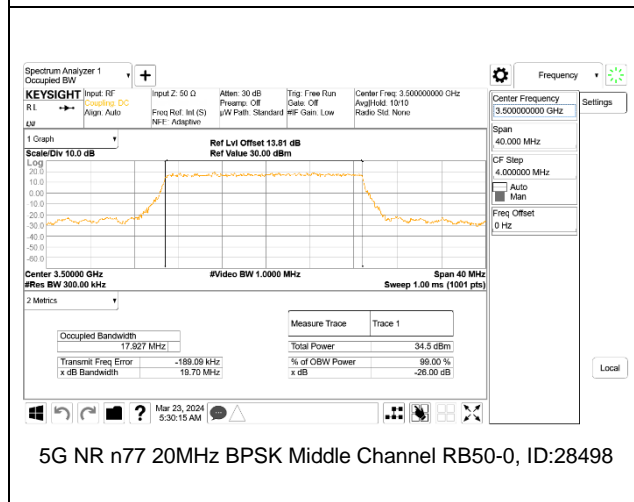 Spectrum Analyzer 1
Occupied BW
Frequency
KEYSIGHT Input: RF Input Z: 50 Ω Atten: 30 dB Trig: Free Run Center Freq: 3.500000000 GHz
Coupling: DC Preamp: Off Gate: Off Avg|Hold: 10/10
R L Align: Auto Freq Ref: Int (S) µW Path: Standard #IF Gain: Low Radio Std: None
NFE: Adaptive
Center Frequency
3.500000000 GHz
Settings
Span
40.000 MHz
CF Step
4.000000 MHz
Auto
Man
Freq Offset
0 Hz
Local
1 Graph
Ref Lvl Offset 13.81 dB
Scale/Div 10.0 dB Ref Value 30.00 dBm
Log
20.0
10.0
0.00
-10.0
-20.0
-30.0
-40.0
-50.0
-60.0
Center 3.50000 GHz #Video BW 1.0000 MHz Span 40 MHz
#Res BW 300.00 kHz Sweep 1.00 ms (1001 pts)
2 Metrics
Measure Trace Trace 1
Occupied Bandwidth
17.927 MHz
Total Power 34.5 dBm
Transmit Freq Error -189.09 kHz % of OBW Power 99.00 %
x dB Bandwidth 19.70 MHz x dB -26.00 dB
Mar 23, 2024
5:30:15 AM
5G NR n77 20MHz BPSK Middle Channel RB50-0, ID:28498